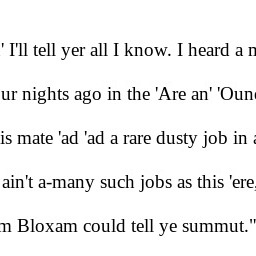 ' I'll tell yer all I know. I heard a m
ur nights ago in the 'Are an' 'Oun
is mate 'ad 'ad a rare dusty job in a
ain't a-many such jobs as this 'ere,
m Bloxam could tell ye summut."